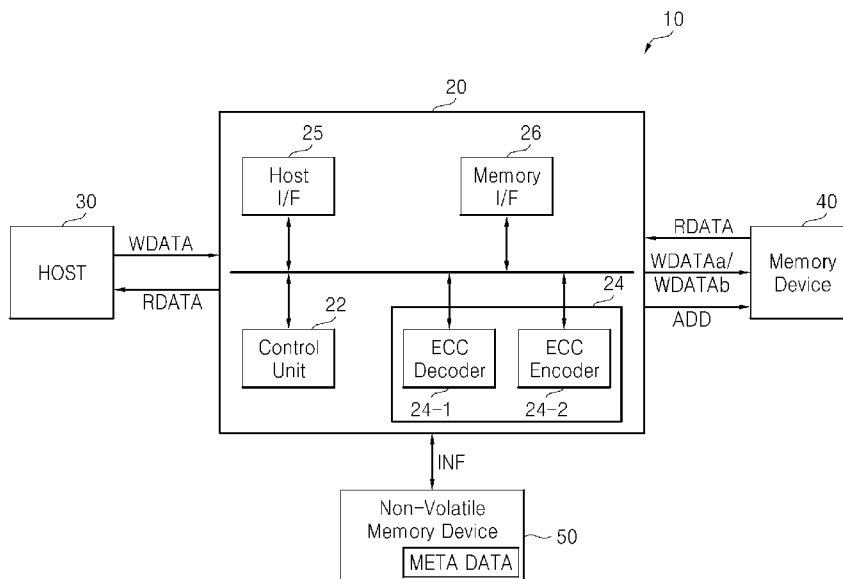 10
20
25
26
Host
I/F
Memory
I/F
30
40
HOST
WDATA
RDATA
RDATA
WDATAa/
WDATAb
ADD
Memory
Device
22
24
Control
Unit
ECC
Decoder
ECC
Encoder
24-1
24-2
INF
Non-Volatile
Memory Device
META DATA
50